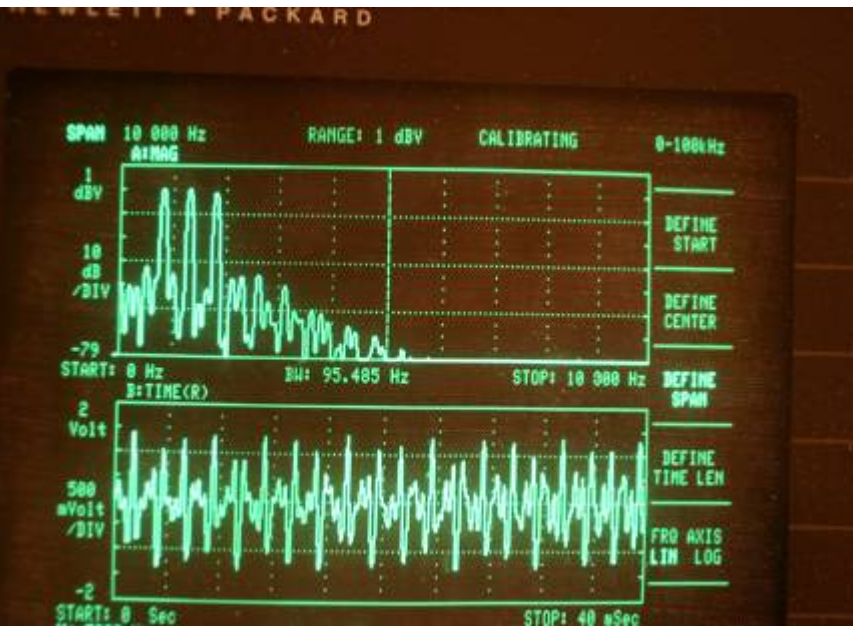 HEWLETT • PACKARD
SPAN 10 000 Hz RANGE: 1 dBV CALIBRATING 0-100kHz
A:MAG
1
dBV
DEFINE
START
10
dB
/DIV
DEFINE
CENTER
-79
START: 0 Hz BW: 95.485 Hz STOP: 10 000 Hz
DEFINE
SPAN
B:TIME(R)
2
Volt
DEFINE
TIME LEN
500
mVolt
/DIV
FRQ AXIS
LIN LOG
-2
START: 0 Sec STOP: 40 mSec